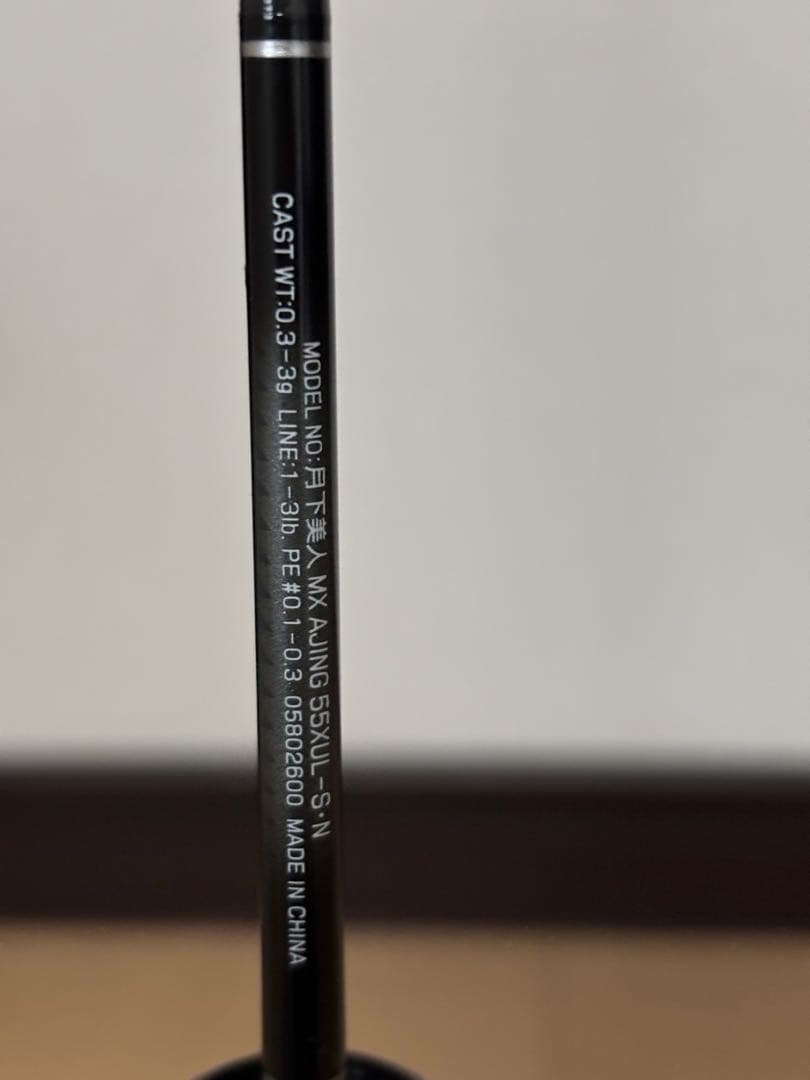 MODEL NO:月下美人 MX AJING 55XUL-S・N
CAST WT:0.3-3g LINE:1-3lb. PE #0.1-0.3 05802600 MADE IN CHINA